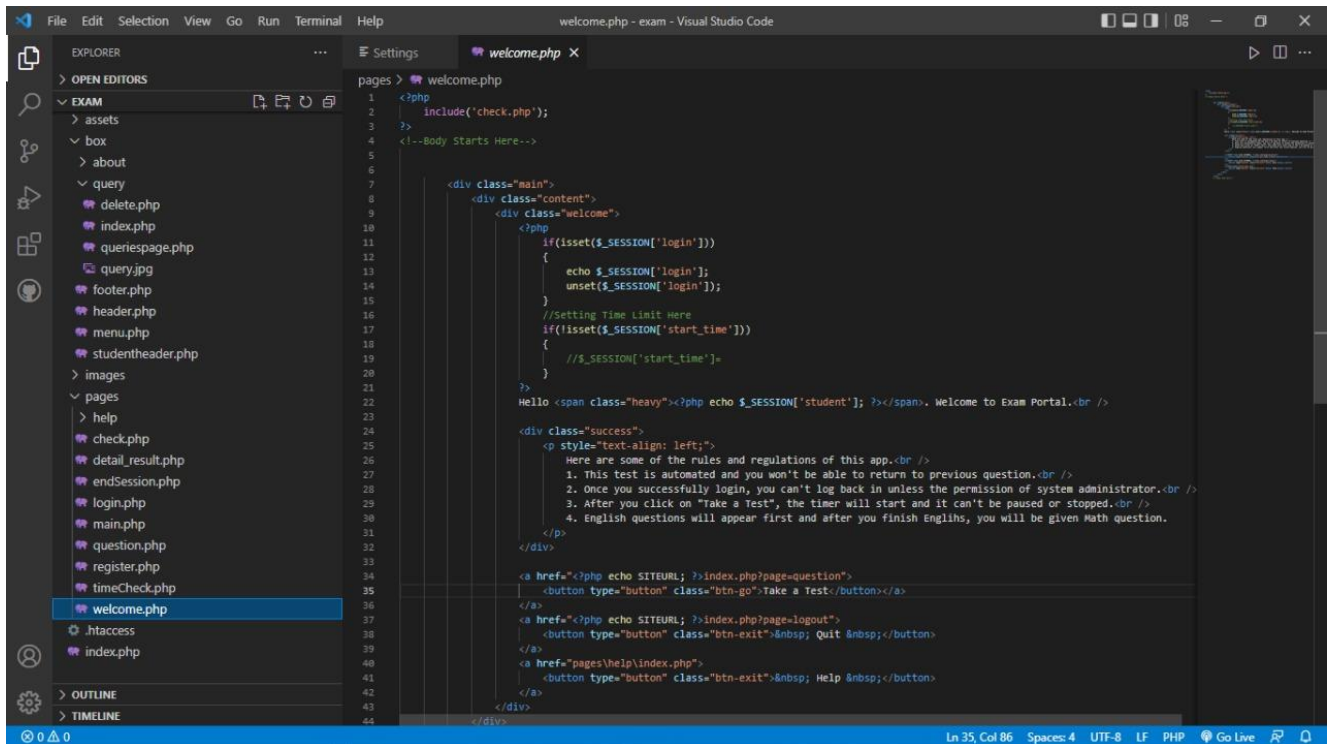 File Edit Selection View Go Run Terminal Help
welcome.php - exam - Visual Studio Code
EXPLORER
OPEN EDITORS
EXAM
assets
box
about
query
delete.php
index.php
queriespage.php
query.jpg
footer.php
header.php
menu.php
studentheader.php
images
pages
help
check.php
detail_result.php
endSession.php
login.php
main.php
question.php
register.php
timeCheck.php
welcome.php
.htaccess
index.php
OUTLINE
TIMELINE
Settings
welcome.php
pages > welcome.php
1 <?php
2 include('check.php');
3 ?>
4 <!--Body Starts Here-->
5
6
7 <div class="main">
8 <div class="content">
9 <div class="welcome">
10 <?php
11 if(isset($_SESSION['login']))
12 {
13 echo $_SESSION['login'];
14 unset($_SESSION['login']);
15 }
16 //Setting Time Limit Here
17 if(!isset($_SESSION['start_time']))
18 {
19 //$_SESSION['start_time']=
20 }
21 ?>
22 Hello <span class="heavy"><?php echo $_SESSION['student']; ?></span>. Welcome to Exam Portal.<br />
23
24 <div class="success">
25 <p style="text-align: left;">
26 Here are some of the rules and regulations of this app.<br />
27 1. This test is automated and you won't be able to return to previous question.<br />
28 2. Once you successfully login, you can't log back in unless the permission of system administrator.<br />
29 3. After you click on "Take a Test", the timer will start and it can't be paused or stopped.<br />
30 4. English questions will appear first and after you finish Englihs, you will be given Math question.
31 </p>
32 </div>
33
34 <a href="<?php echo SITEURL; ?>index.php?page=question">
35 <button type="button" class="btn-go">Take a Test</button></a>
36 </a>
37 <a href="<?php echo SITEURL; ?>index.php?page=logout">
38 <button type="button" class="btn-exit">&nbsp; Quit &nbsp;</button>
39 </a>
40 <a href="pages\help\index.php">
41 <button type="button" class="btn-exit">&nbsp; Help &nbsp;</button>
42 </a>
43 </div>
44 </div>
0 0
Ln 35, Col 86 Spaces: 4 UTF-8 LF PHP Go Live